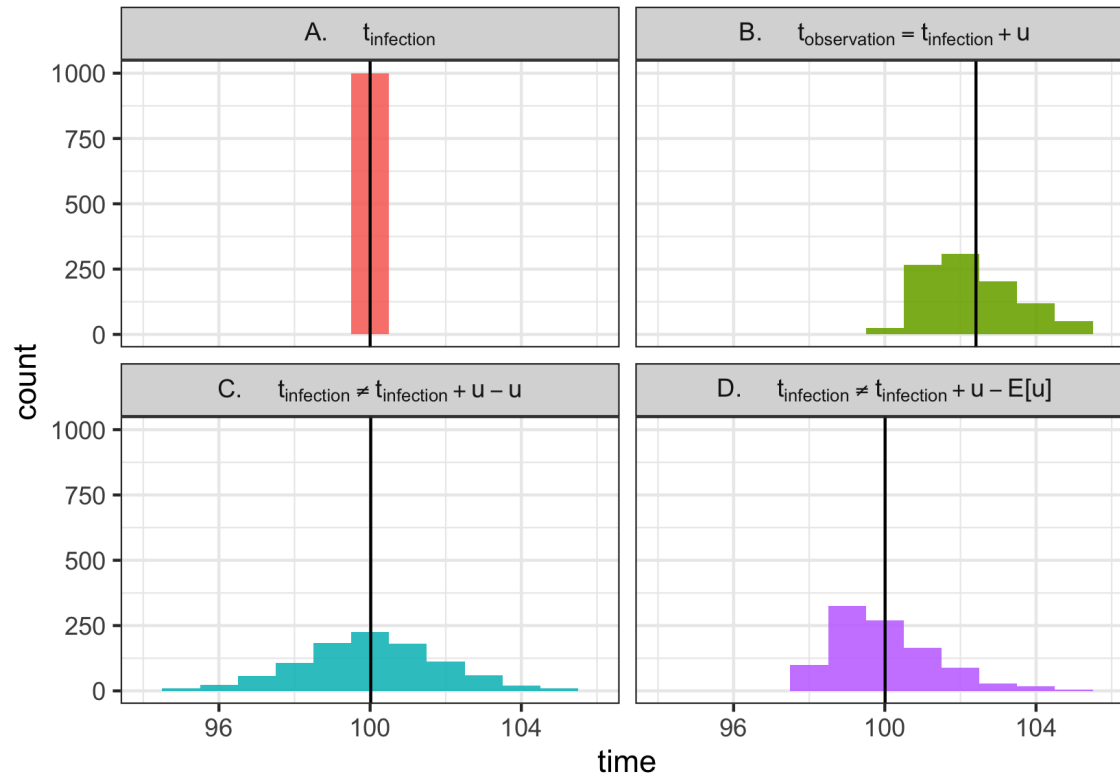 A. t_infection
B. t_observation = t_infection + u
1000
750
500
250
0
C. t_infection ≠ t_infection + u − u
D. t_infection ≠ t_infection + u − E[u]
1000
750
500
250
0
count
96 100 104
96 100 104
time